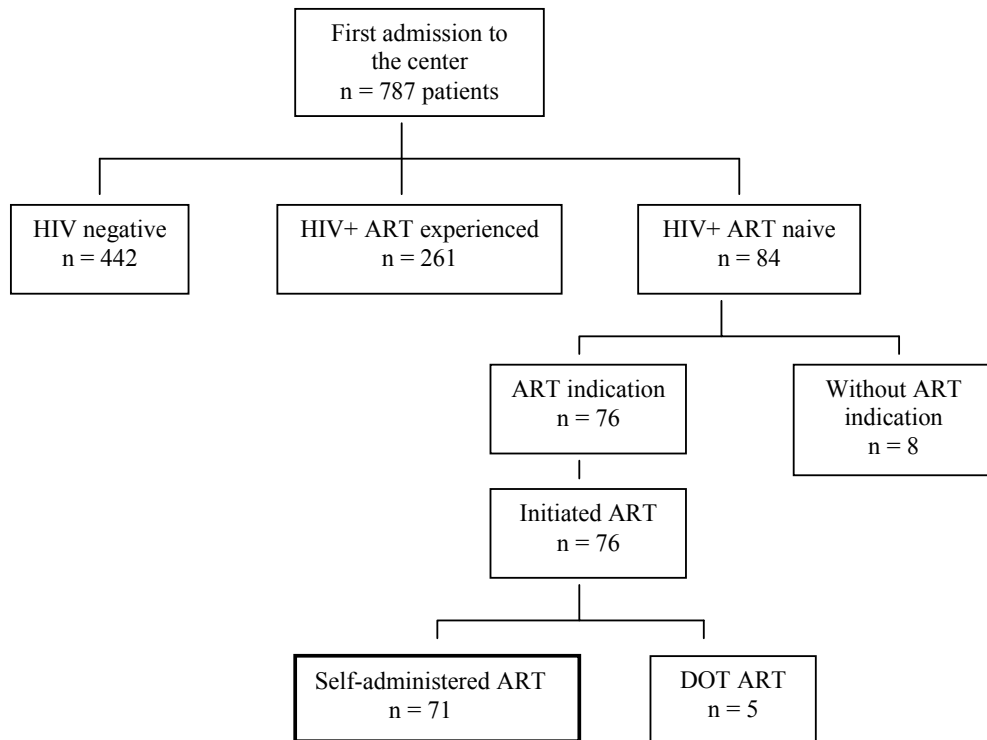 First admission to
the center
n = 787 patients
HIV negative
n = 442
HIV+ ART experienced
n = 261
HIV+ ART naive
n = 84
ART indication
n = 76
Without ART
indication
n = 8
Initiated ART
n = 76
Self-administered ART
n = 71
DOT ART
n = 5